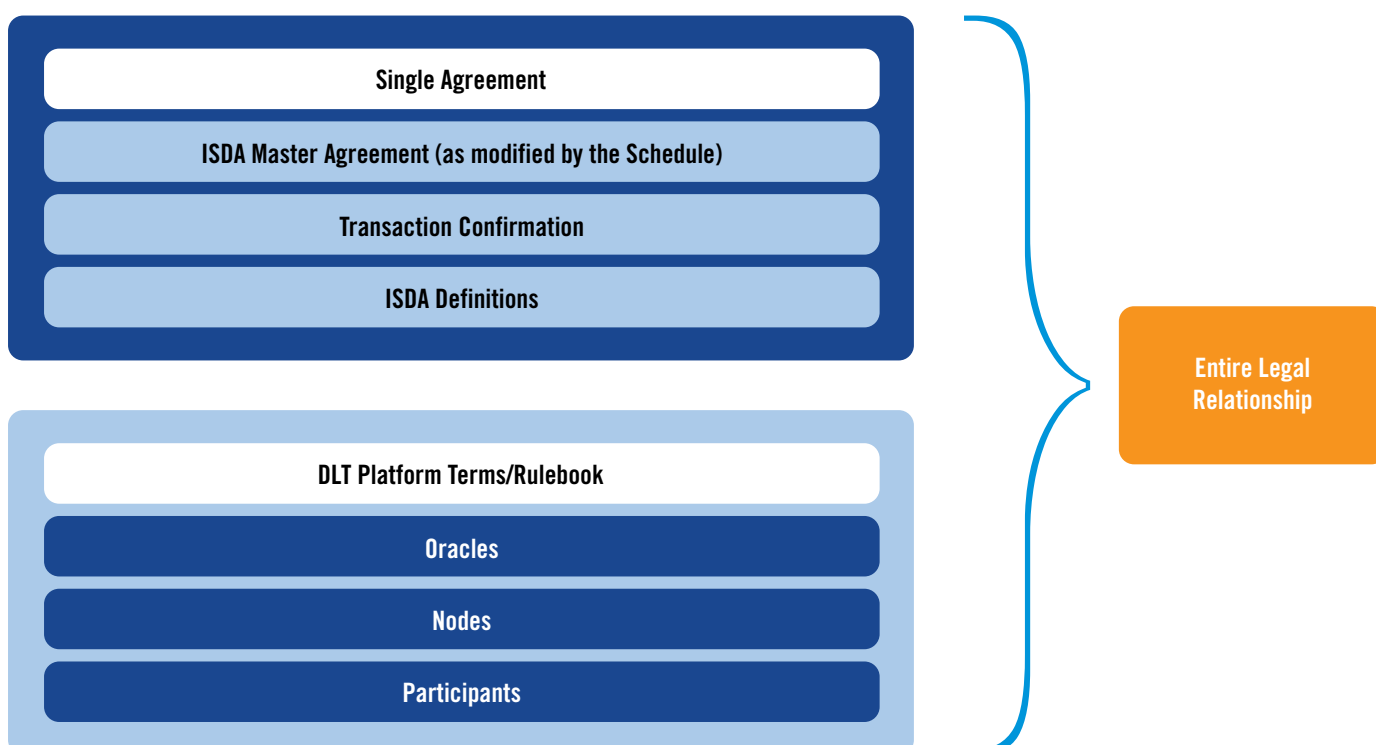 Single Agreement
ISDA Master Agreement (as modified by the Schedule)
Transaction Confirmation
ISDA Definitions
DLT Platform Terms/Rulebook
Oracles
Nodes
Participants
Entire Legal
Relationship